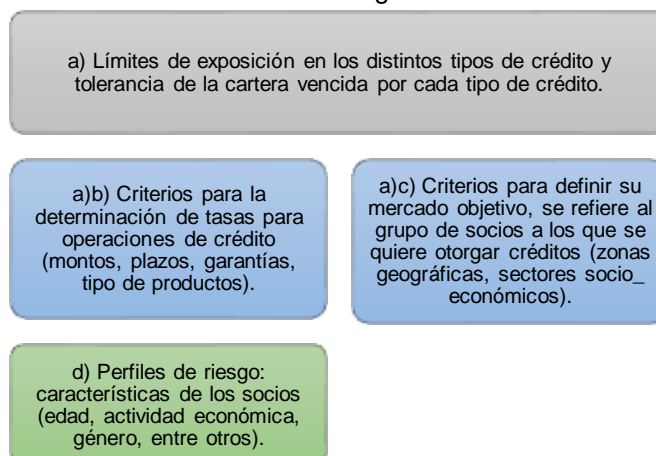 a) Límites de exposición en los distintos tipos de crédito y
tolerancia de la cartera vencida por cada tipo de crédito.
a)b) Criterios para la
determinación de tasas para
operaciones de crédito
(montos, plazos, garantías,
tipo de productos).
a)c) Criterios para definir su
mercado objetivo, se refiere al
grupo de socios a los que se
quiere otorgar créditos (zonas
geográficas, sectores socio_
económicos).
d) Perfiles de riesgo:
características de los socios
(edad, actividad económica,
género, entre otros).